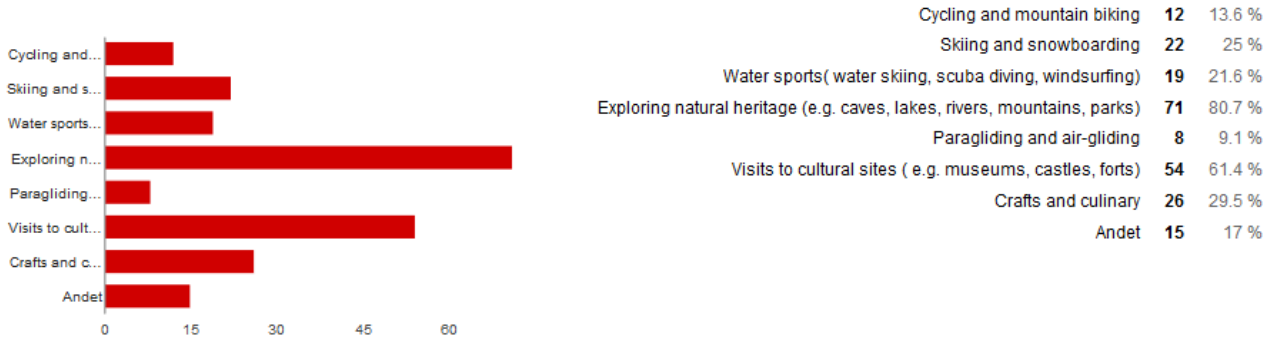 Cycling and...
Skiing and s...
Water sports...
Exploring n...
Paragliding...
Visits to cult...
Crafts and c...
Andet
0 15 30 45 60
Cycling and mountain biking 12 13.6 %
Skiing and snowboarding 22 25 %
Water sports( water skiing, scuba diving, windsurfing) 19 21.6 %
Exploring natural heritage (e.g. caves, lakes, rivers, mountains, parks) 71 80.7 %
Paragliding and air-gliding 8 9.1 %
Visits to cultural sites ( e.g. museums, castles, forts) 54 61.4 %
Crafts and culinary 26 29.5 %
Andet 15 17 %